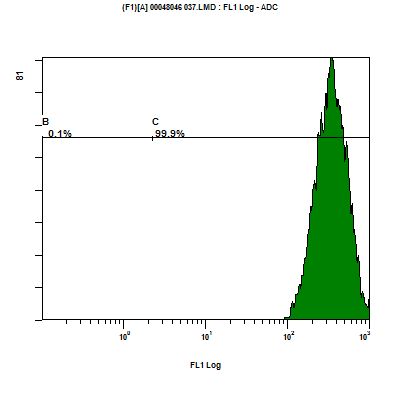 (F1)[A] 00048046 037.LMD : FL1 Log - ADC
81
B C
0.1% 99.9%
10⁰ 10¹ 10² 10³
FL1 Log